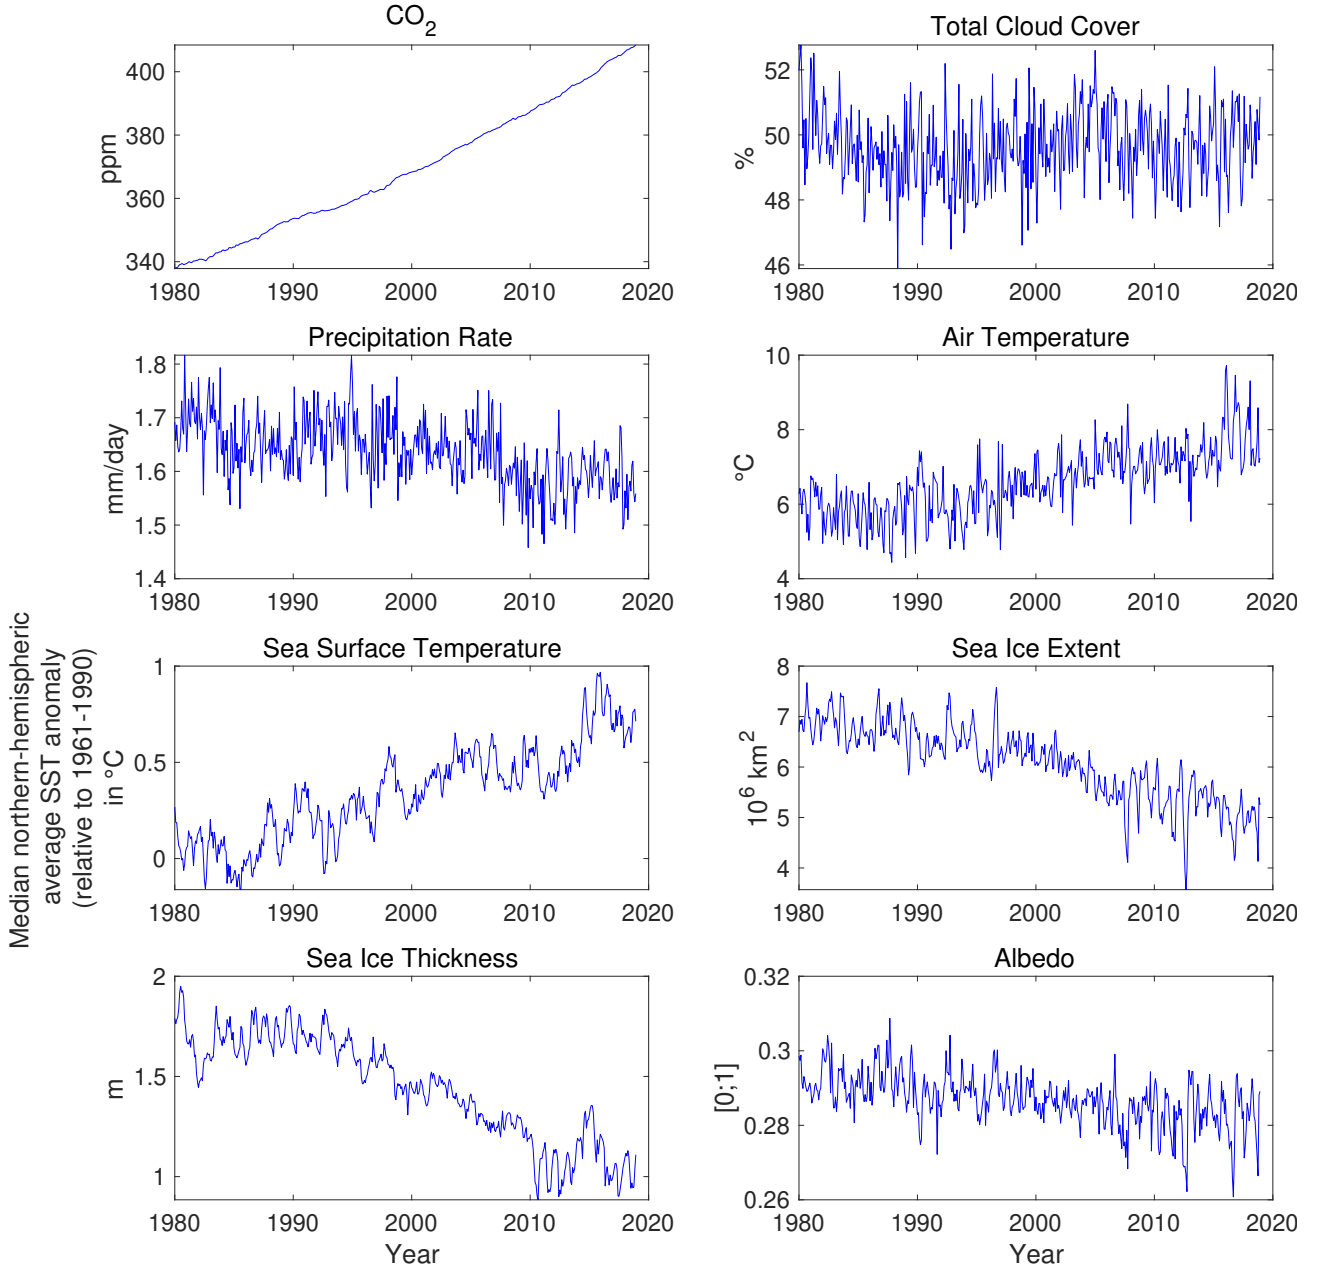 CO2
ppm
400
380
360
340
1980 1990 2000 2010 2020
Total Cloud Cover
%
52
50
48
46
1980 1990 2000 2010 2020
Precipitation Rate
mm/day
1.8
1.7
1.6
1.5
1.4
1980 1990 2000 2010 2020
Air Temperature
°C
10
8
6
4
1980 1990 2000 2010 2020
Sea Surface Temperature
Median northern-hemispheric
average SST anomaly
(relative to 1961-1990)
in °C
1
0.5
0
1980 1990 2000 2010 2020
Sea Ice Extent
10^6 km^2
8
7
6
5
4
1980 1990 2000 2010 2020
Sea Ice Thickness
m
2
1.5
1
1980 1990 2000 2010 2020
Year
Albedo
[0;1]
0.32
0.3
0.28
0.26
1980 1990 2000 2010 2020
Year